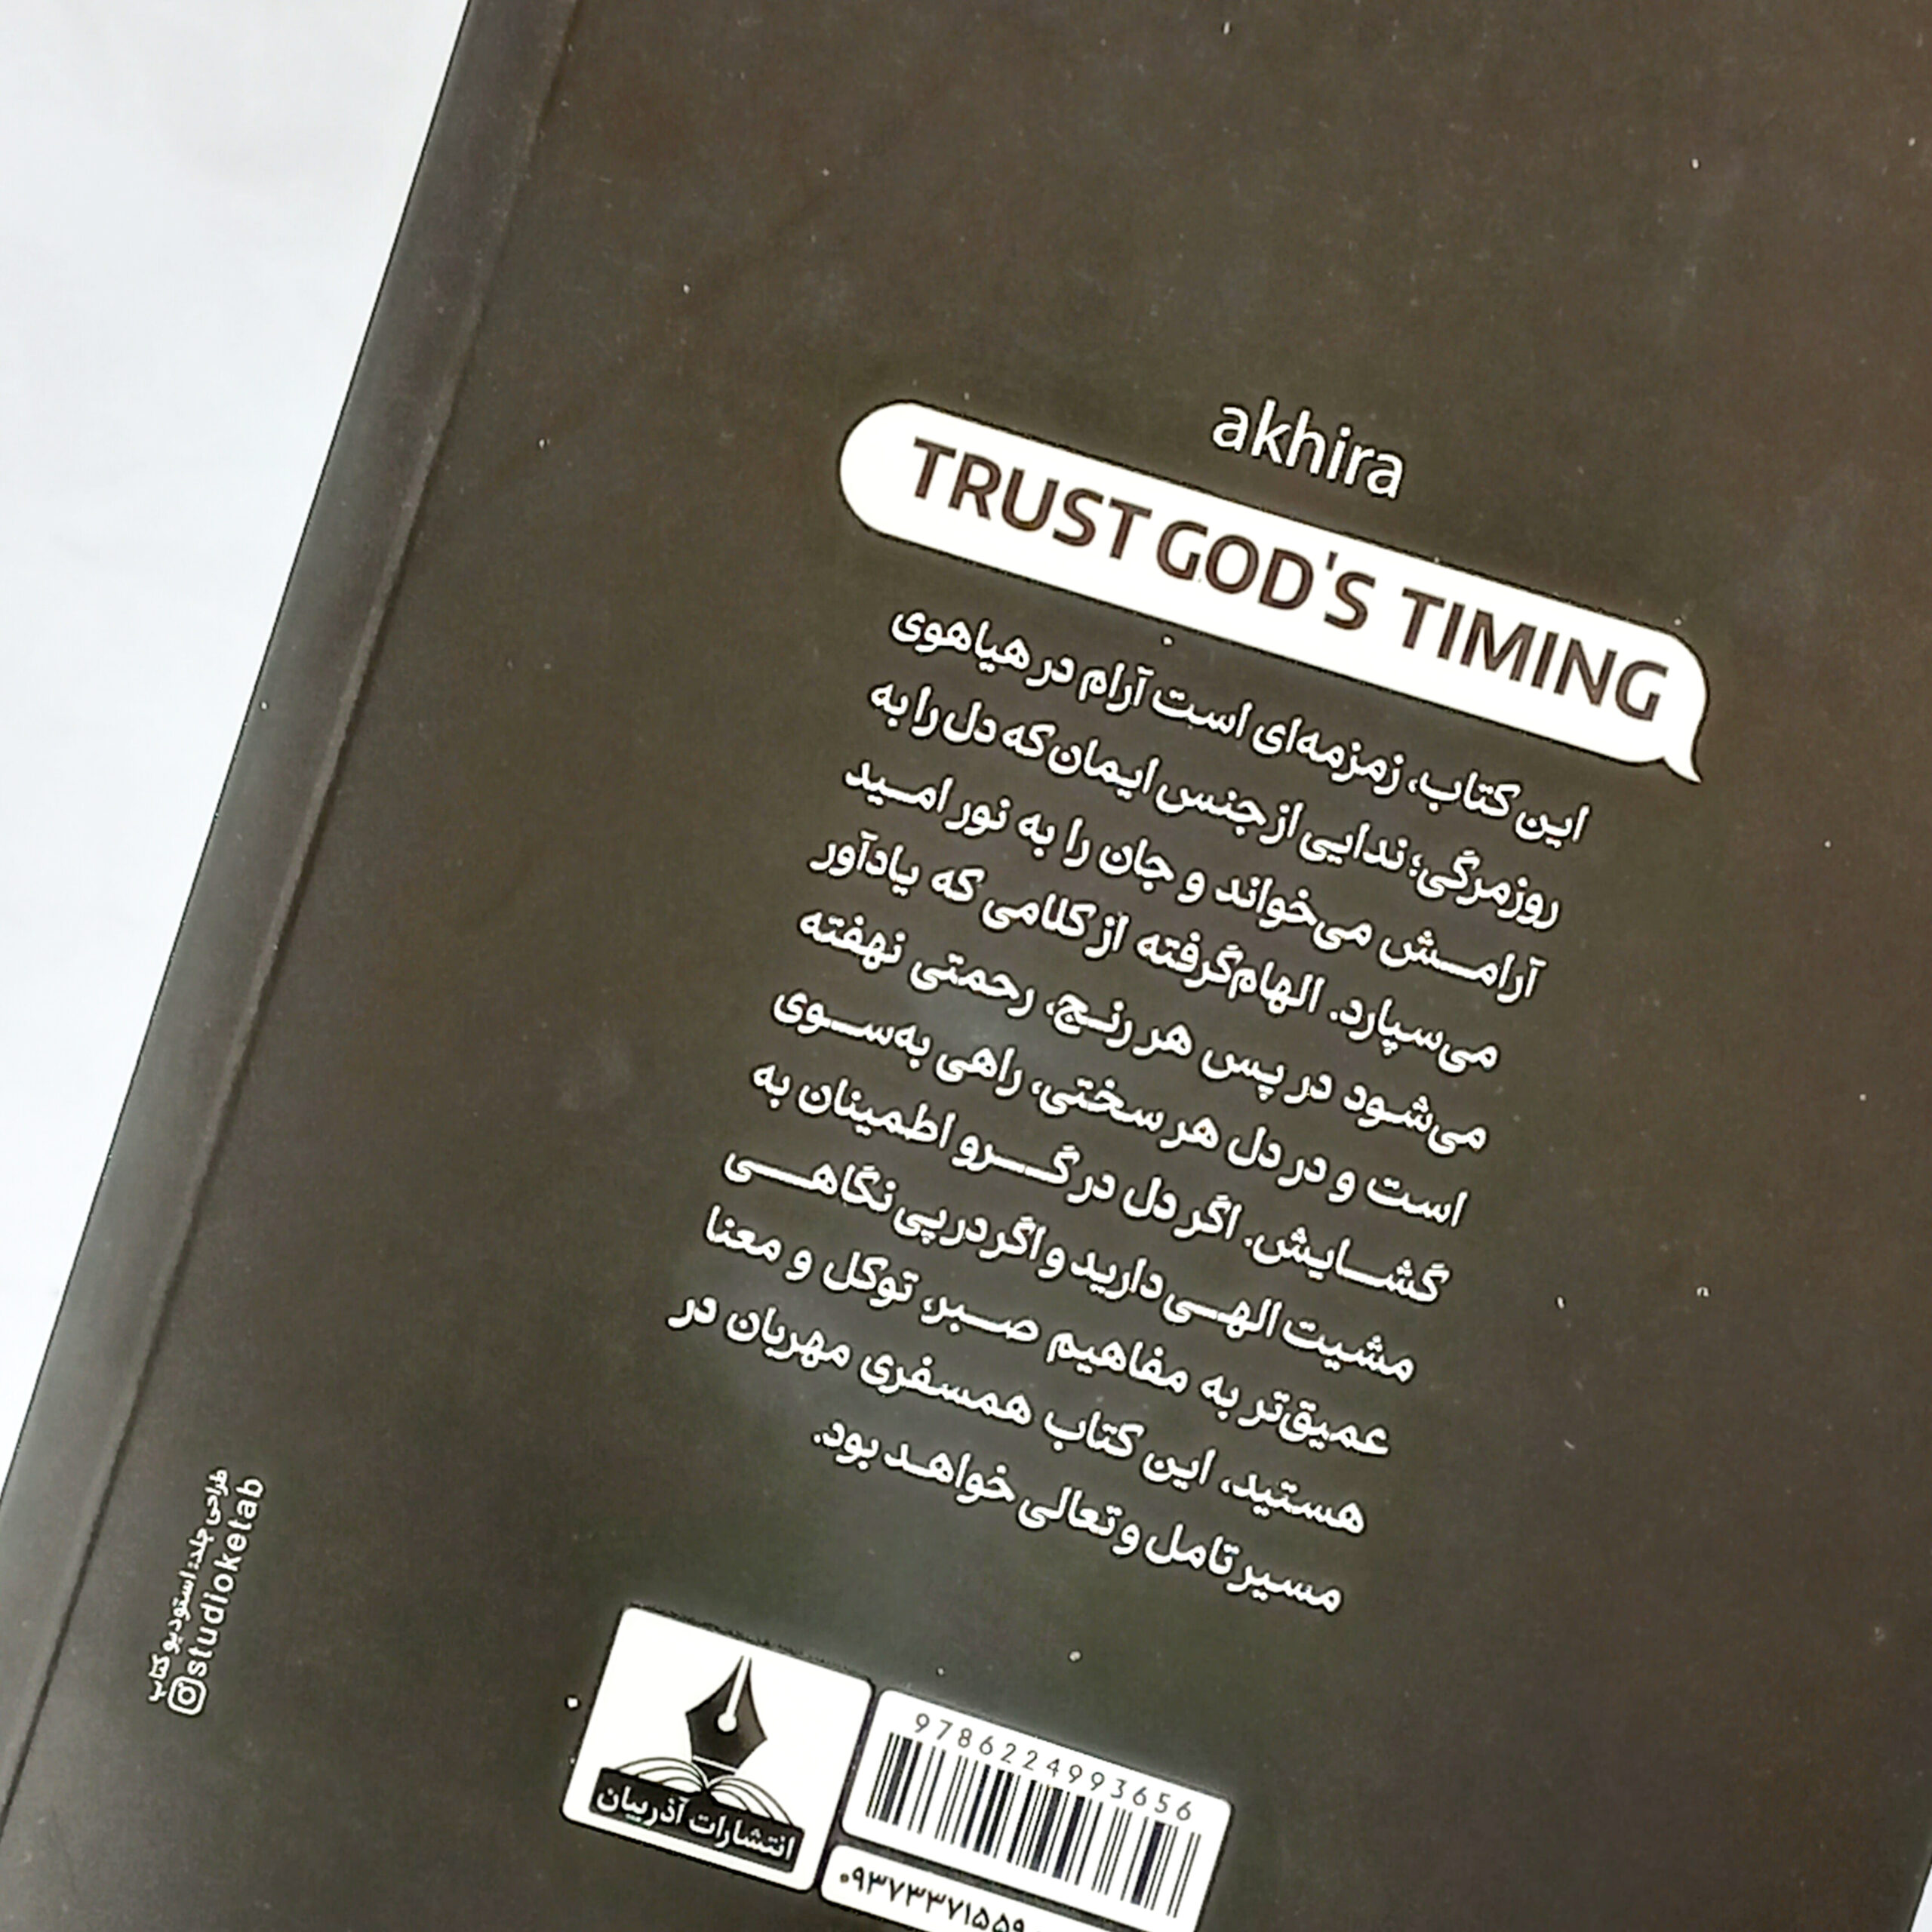 akhira
TRUST GOD'S TIMING
این کتاب، زمزمه‌ای است آرام در هیاهوی
روزمرگی؛ ندایی از جنس ایمان که دل را به
آرامش می‌خواند و جان را به نور امید
می‌سپارد. الهام‌گرفته از کلامی که یادآور
می‌شود در پس هر رنج، رحمتی نهفته
است و در دل هر سختی، راهی به‌سوی
گشایش. اگر دل در گرو اطمینان به
مشیت الهی دارید و اگر در پی نگاهی
عمیق‌تر به مفاهیم صبر، توکل و معنا
هستید، این کتاب همسفری مهربان در
مسیر تامل و تعالی خواهد بود.
طراحی جلد: استودیو کتاب
studioketab
انتشارات آذربیان
9786224993656
۰۹۳۷۳۳۷۱۵۵۹